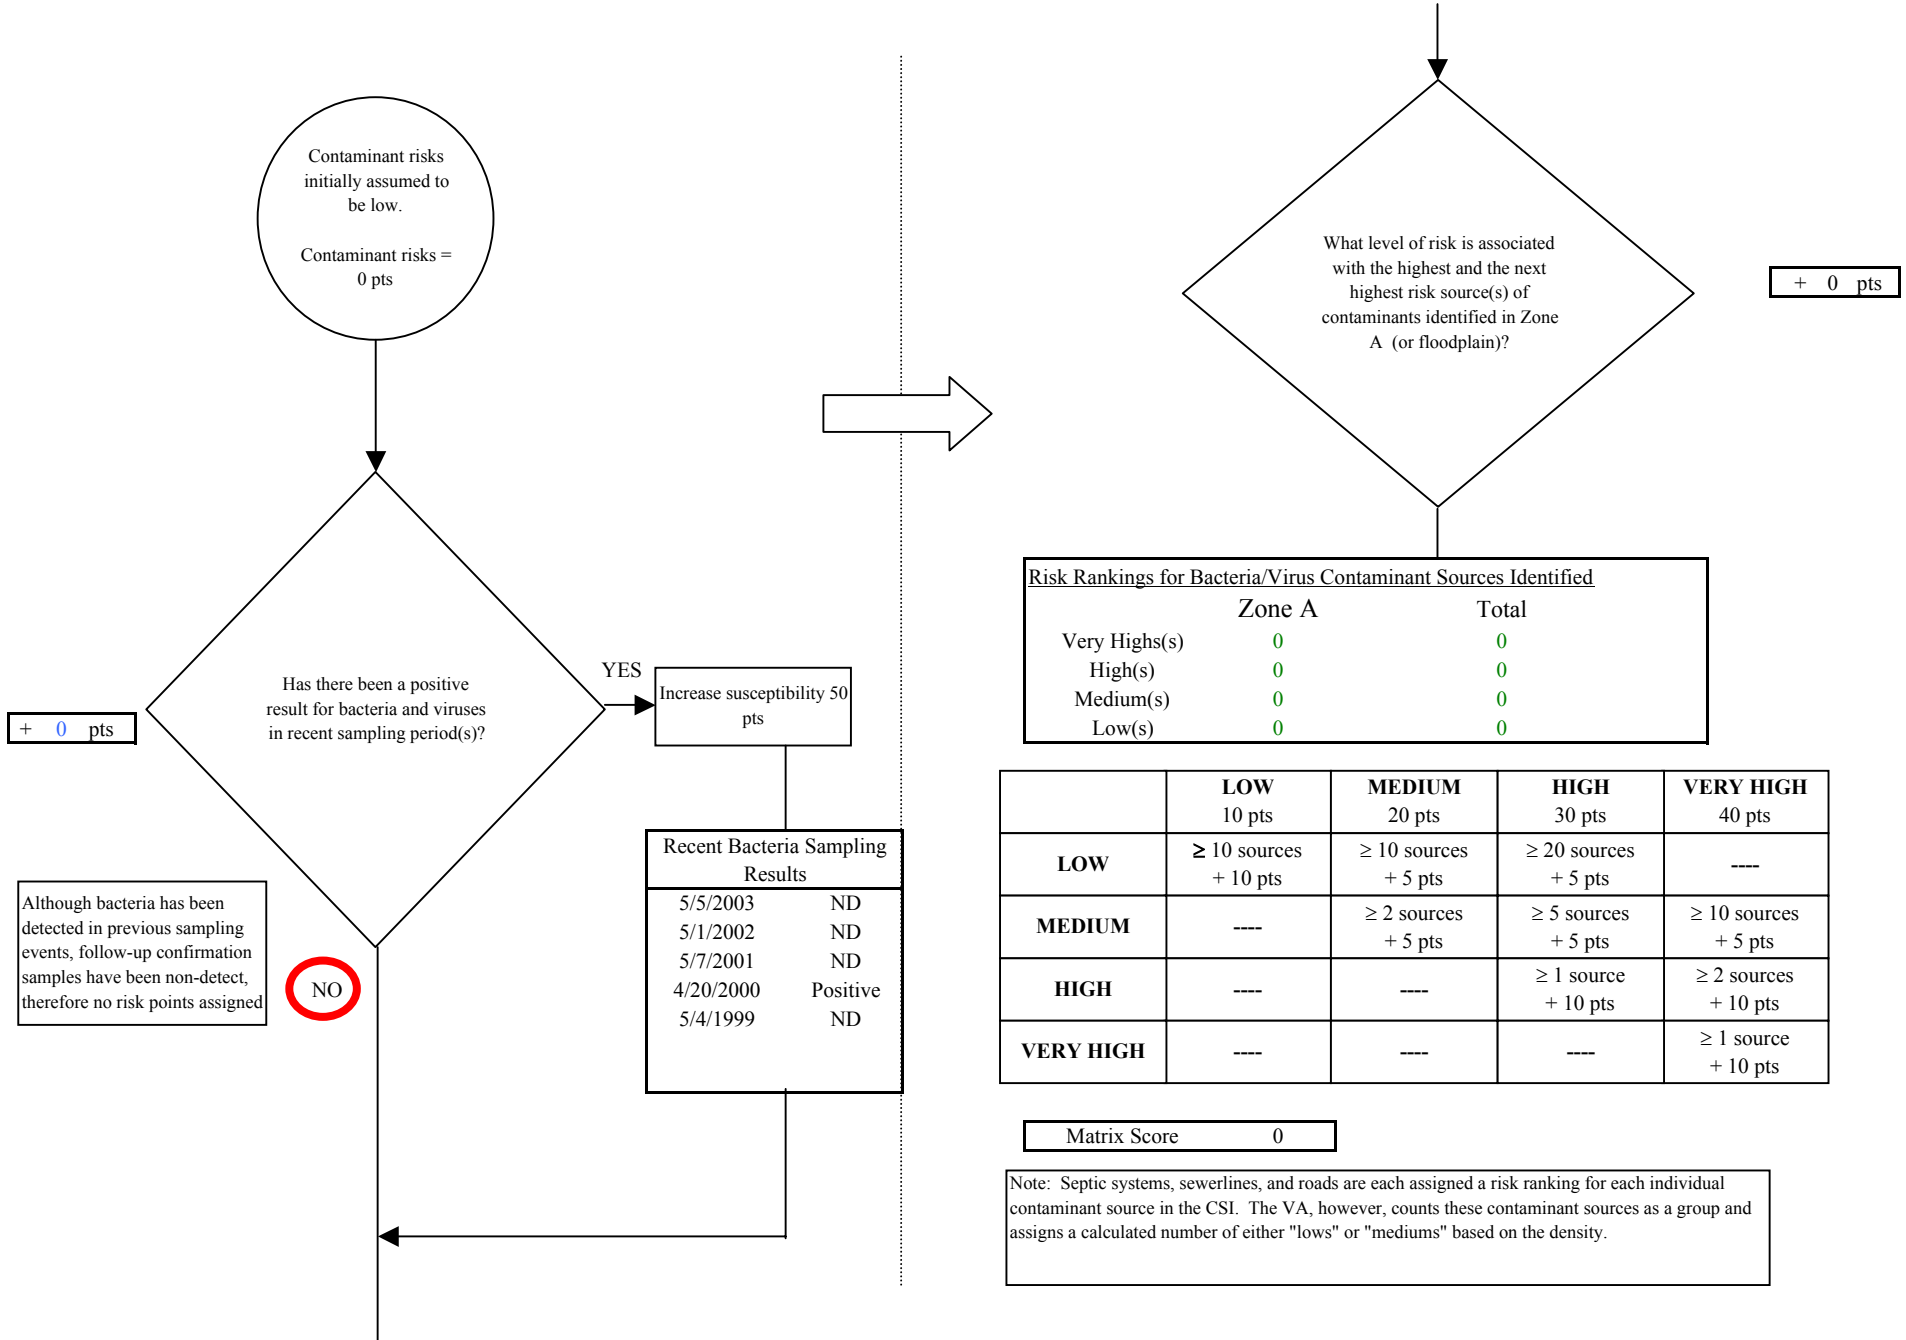 Contaminant risks
initially assumed to
be low.
Contaminant risks =
0 pts
Has there been a positive
result for bacteria and viruses
in recent sampling period(s)?
+ 0 pts
YES
Increase susceptibility 50
pts
Recent Bacteria Sampling
Results
5/5/2003 ND
5/1/2002 ND
5/7/2001 ND
4/20/2000 Positive
5/4/1999 ND
Although bacteria has been
detected in previous sampling
events, follow-up confirmation
samples have been non-detect,
therefore no risk points assigned
NO
What level of risk is associated
with the highest and the next
highest risk source(s) of
contaminants identified in Zone
A (or floodplain)?
+ 0 pts
Risk Rankings for Bacteria/Virus Contaminant Sources Identified
Zone A Total
Very Highs(s) 0 0
High(s) 0 0
Medium(s) 0 0
Low(s) 0 0
LOW MEDIUM HIGH VERY HIGH
10 pts 20 pts 30 pts 40 pts
LOW ≥ 10 sources + 10 pts ≥ 10 sources + 5 pts ≥ 20 sources + 5 pts ----
MEDIUM ---- ≥ 2 sources + 5 pts ≥ 5 sources + 5 pts ≥ 10 sources + 5 pts
HIGH ---- ---- ≥ 1 source + 10 pts ≥ 2 sources + 10 pts
VERY HIGH ---- ---- ---- ≥ 1 source + 10 pts
Matrix Score 0
Note: Septic systems, sewerlines, and roads are each assigned a risk ranking for each individual
contaminant source in the CSI. The VA, however, counts these contaminant sources as a group and
assigns a calculated number of either "lows" or "mediums" based on the density.